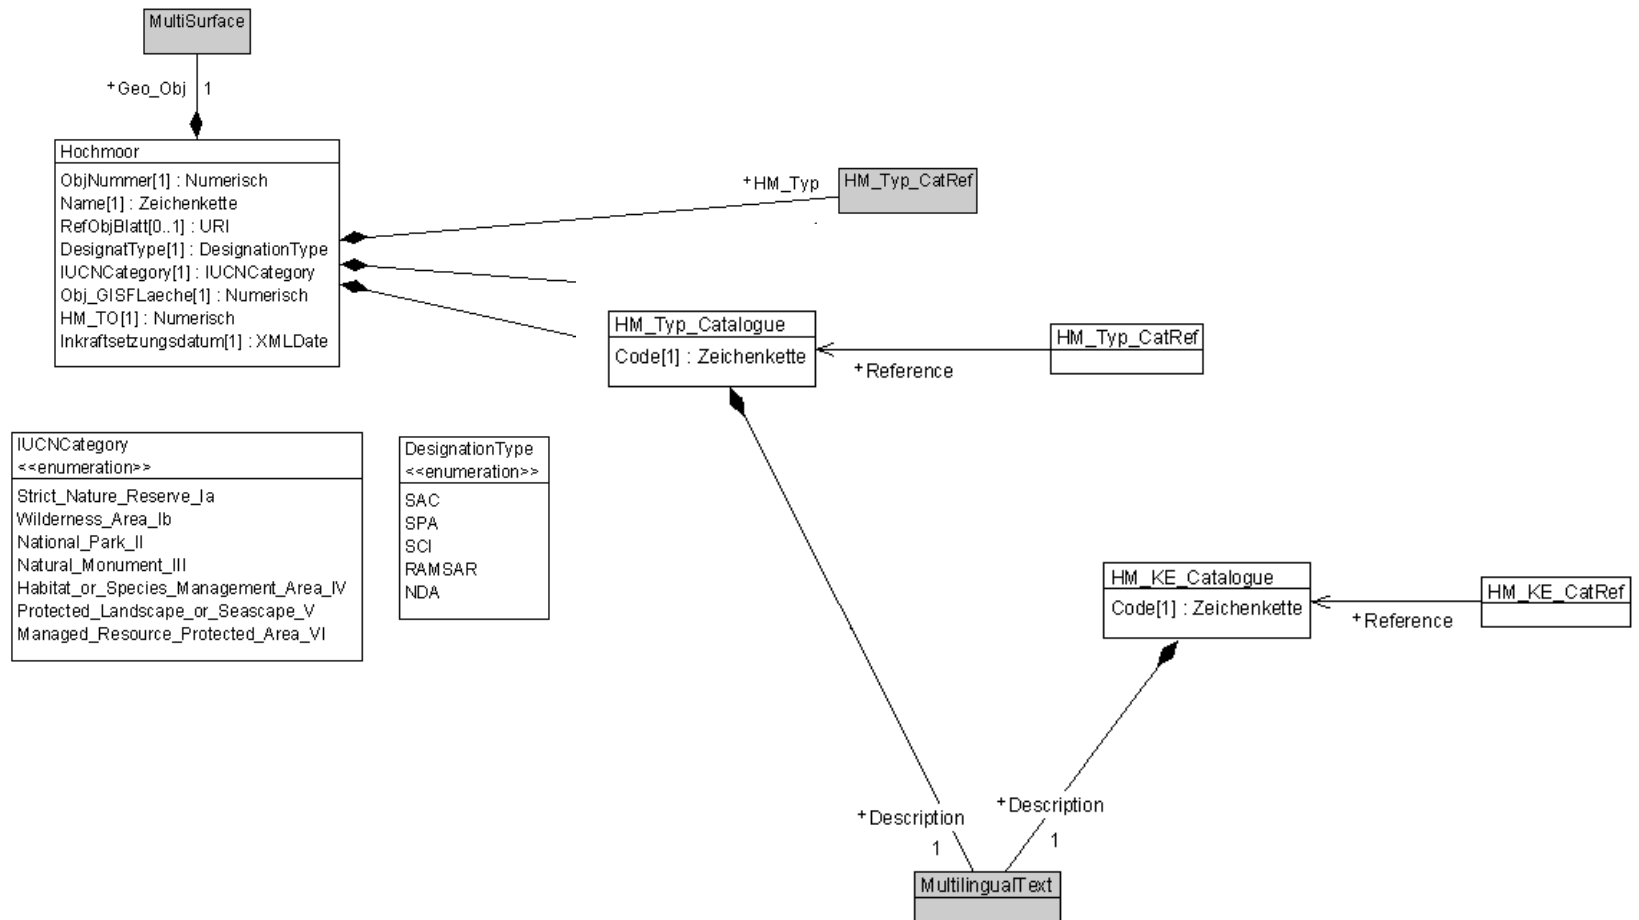 MultiSurface
+Geo_Obj 1
Hochmoor
ObjNummer[1] : Numerisch
Name[1] : Zeichenkette
RefObjBlatt[0..1] : URI
DesignatType[1] : DesignationType
IUCNCategory[1] : IUCNCategory
Obj_GISFLaeche[1] : Numerisch
HM_TO[1] : Numerisch
Inkraftsetzungsdatum[1] : XMLDate
+HM_Typ
HM_Typ_CatRef
HM_Typ_Catalogue
Code[1] : Zeichenkette
+Reference
HM_Typ_CatRef
IUCNCategory
<<enumeration>>
Strict_Nature_Reserve_Ia
Wilderness_Area_Ib
National_Park_II
Natural_Monument_III
Habitat_or_Species_Management_Area_IV
Protected_Landscape_or_Seascape_V
Managed_Resource_Protected_Area_VI
DesignationType
<<enumeration>>
SAC
SPA
SCI
RAMSAR
NDA
HM_KE_Catalogue
Code[1] : Zeichenkette
+Reference
HM_KE_CatRef
+Description
1
+Description
1
MultilingualText